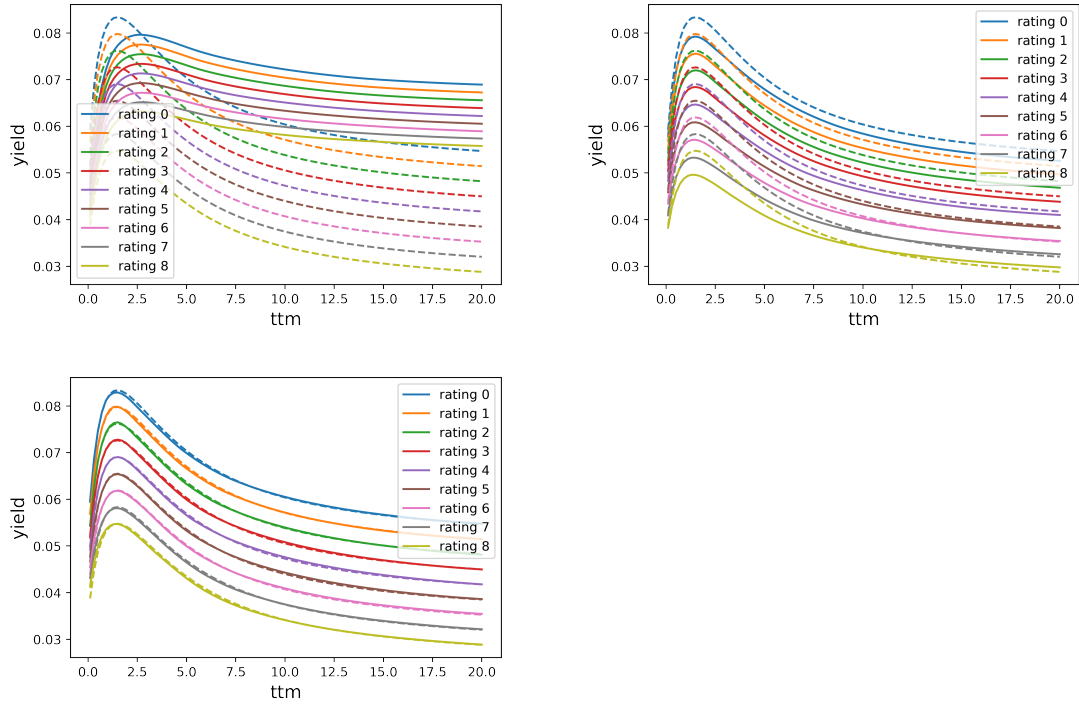 0.08
0.07
0.06
0.05
0.04
0.03
yield
rating 0
rating 1
rating 2
rating 3
rating 4
rating 5
rating 6
rating 7
rating 8
0.0 2.5 5.0 7.5 10.0 12.5 15.0 17.5 20.0
ttm
0.08
0.07
0.06
0.05
0.04
0.03
yield
rating 0
rating 1
rating 2
rating 3
rating 4
rating 5
rating 6
rating 7
rating 8
0.0 2.5 5.0 7.5 10.0 12.5 15.0 17.5 20.0
ttm
0.08
0.07
0.06
0.05
0.04
0.03
yield
rating 0
rating 1
rating 2
rating 3
rating 4
rating 5
rating 6
rating 7
rating 8
0.0 2.5 5.0 7.5 10.0 12.5 15.0 17.5 20.0
ttm